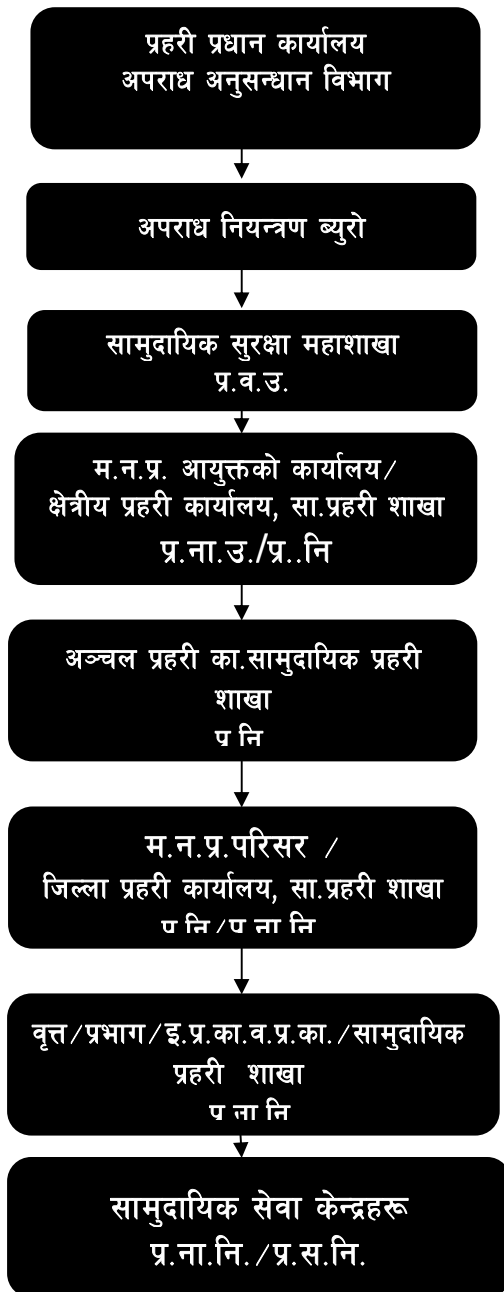 प्रहरी प्रधान कार्यालय
अपराध अनुसन्धान विभाग
अपराध नियन्त्रण ब्युरो
सामुदायिक सुरक्षा महाशाखा
प्र.व.उ.
म.न.प्र. आयुक्तको कार्यालय/
क्षेत्रीय प्रहरी कार्यालय, सा.प्रहरी शाखा
प्र.ना.उ./प्र..नि
अञ्चल प्रहरी का.सामुदायिक प्रहरी
शाखा
प्र नि
म.न.प्र.परिसर /
जिल्ला प्रहरी कार्यालय, सा.प्रहरी शाखा
प्र नि/प्र ना नि
वृत्त/प्रभाग/इ.प्र.का.व.प्र.का./सामुदायिक
प्रहरी शाखा
प्र ना नि
सामुदायिक सेवा केन्द्रहरू
प्र.ना.नि./प्र.स.नि.